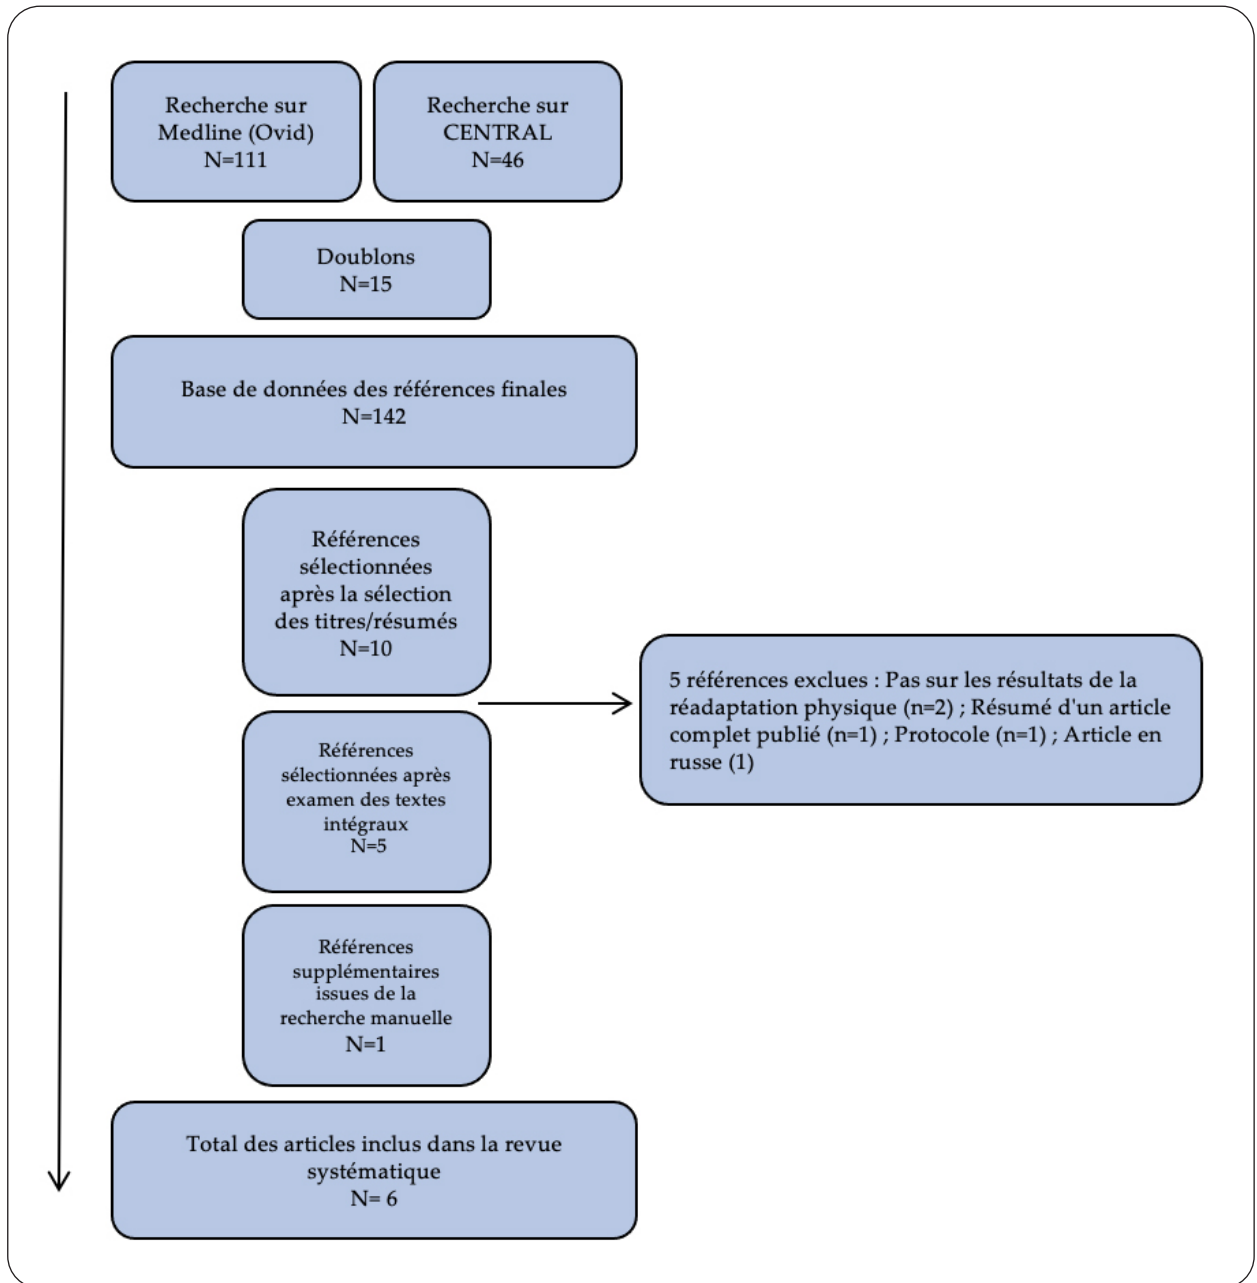 Recherche sur
Medline (Ovid)
N=111
Recherche sur
CENTRAL
N=46
Doublons
N=15
Base de données des références finales
N=142
Références
sélectionnées
après la sélection
des titres/résumés
N=10
5 références exclues : Pas sur les résultats de la
réadaptation physique (n=2) ; Résumé d'un article
complet publié (n=1) ; Protocole (n=1) ; Article en
russe (1)
Références
sélectionnées après
examen des textes
intégraux
N=5
Références
supplémentaires
issues de la
recherche manuelle
N=1
Total des articles inclus dans la revue
systématique
N= 6